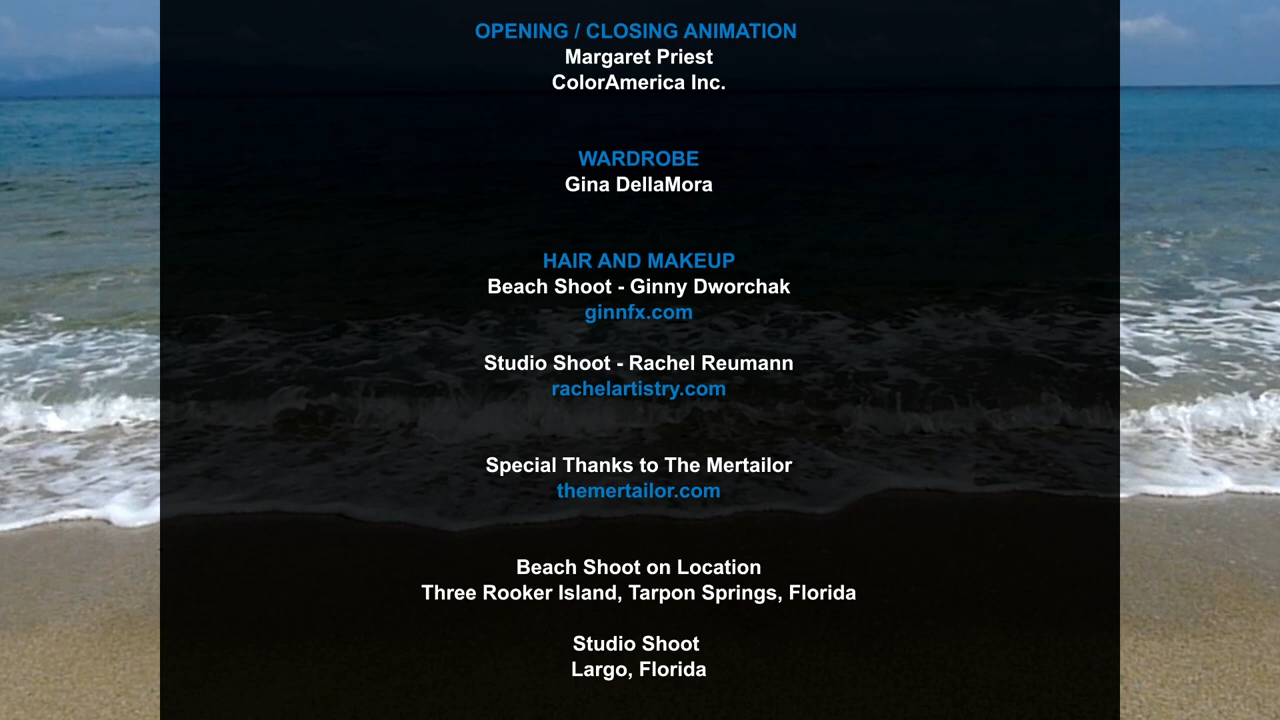 OPENING / CLOSING ANIMATION
Margaret Priest
ColorAmerica Inc.
WARDROBE
Gina DellaMora
HAIR AND MAKEUP
Beach Shoot - Ginny Dworchak
ginnfx.com
Studio Shoot - Rachel Reumann
rachelartistry.com
Special Thanks to The Mertailor
themertailor.com
Beach Shoot on Location
Three Rooker Island, Tarpon Springs, Florida
Studio Shoot
Largo, Florida